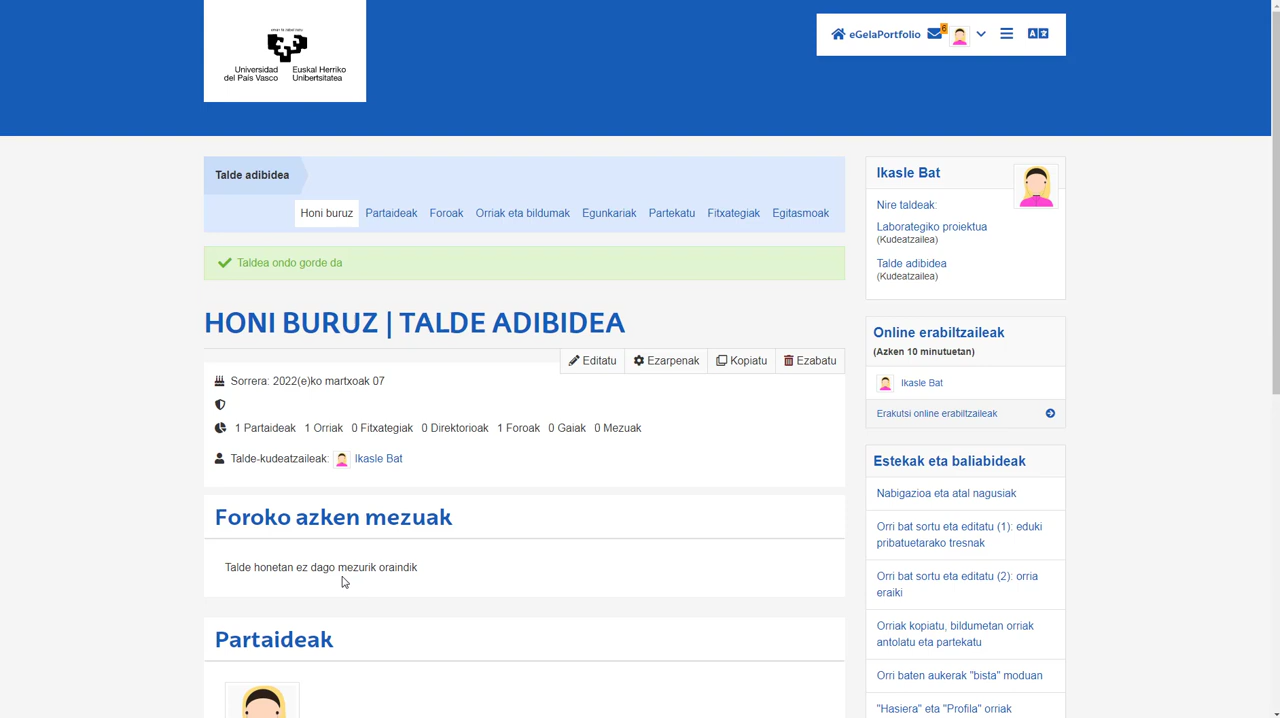 Universidad del País Vasco
Euskal Herriko Unibertsitatea
eGelaPortfolio
6
Talde adibidea
Honi buruz Partaideak Foroak Orriak eta bildumak Egunkariak Partekatu Fitxategiak Egitasmoak
Taldea ondo gorde da
HONI BURUZ | TALDE ADIBIDEA
Editatu Ezarpenak Kopiatu Ezabatu
Sorrera: 2022(e)ko martxoak 07
1 Partaideak 1 Orriak 0 Fitxategiak 0 Direktorioak 1 Foroak 0 Gaiak 0 Mezuak
Talde-kudeatzaileak: Ikasle Bat
Foroko azken mezuak
Talde honetan ez dago mezurik oraindik
Partaideak
Ikasle Bat
Nire taldeak:
Laborategiko proiektua
(Kudeatzailea)
Talde adibidea
(Kudeatzailea)
Online erabiltzaileak
(Azken 10 minutuetan)
Ikasle Bat
Erakutsi online erabiltzaileak
Estekak eta baliabideak
Nabigazioa eta atal nagusiak
Orri bat sortu eta editatu (1): eduki
pribatuetarako tresnak
Orri bat sortu eta editatu (2): orria
eraiki
Orriak kopiatu, bildumetan orriak
antolatu eta partekatu
Orri baten aukerak "bista" moduan
"Hasiera" eta "Profila" orriak